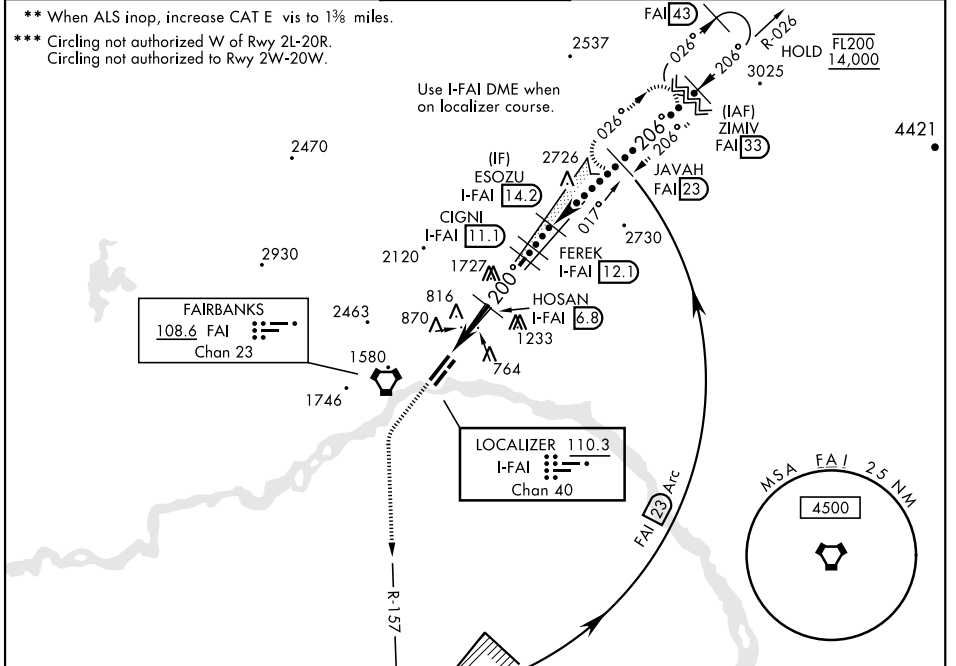 ** When ALS inop, increase CAT E vis to 1⅜ miles.
*** Circling not authorized W of Rwy 2L-20R.
Circling not authorized to Rwy 2W-20W.
FAI 43
026°
206°
R-026
HOLD
FL200
14,000
2537
3025
Use I-FAI DME when
on localizer course.
026°
206°
206°
(IAF)
ZIMIV
FAI 33
4421
2470
2726
(IF)
ESOZU
I-FAI 14.2
JAVAH
FAI 23
017°
CIGNI
I-FAI 11.1
2730
2930
2120
FEREK
I-FAI 12.1
1727
200°
HOSAN
I-FAI 6.8
816
870
1233
764
2463
FAIRBANKS
108.6 FAI
Chan 23
1580
1746
LOCALIZER 110.3
I-FAI
Chan 40
FAI 23 Arc
MSA FAI 25 NM
4500
R-157